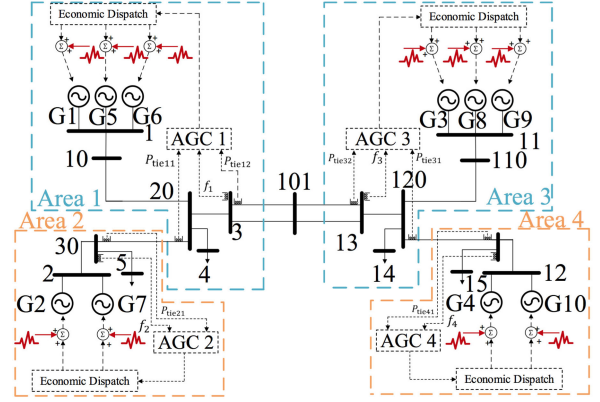 Economic Dispatch
Economic Dispatch
Σ Σ Σ
Σ Σ Σ
G1 G5 G6
G3 G8 G9
1
11
AGC 1
AGC 3
10
110
Ptie11 Ptie12
Ptie32 f3 Ptie31
Area 1
20
f1
101
120
Area 3
Area 2
Area 4
3
13
30
5
4
14
15
2
12
G2 G7
G4 G10
Ptie21
f2
Ptie41
f4
Σ Σ
AGC 2
AGC 4
Σ Σ
Economic Dispatch
Economic Dispatch